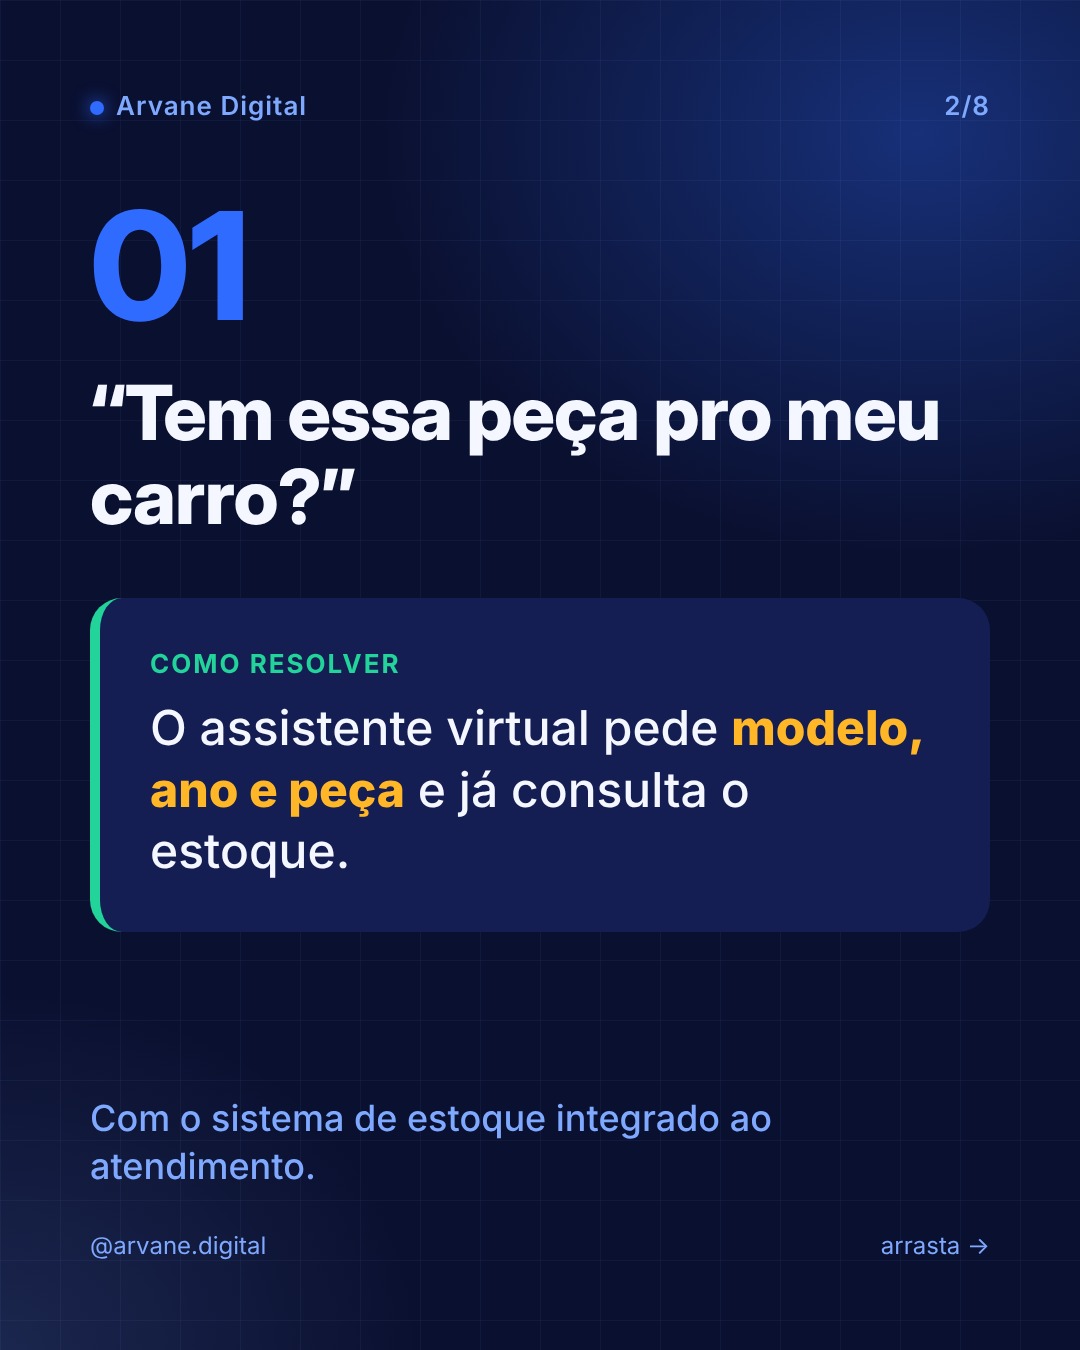 Arvane Digital
2/8
01
“Tem essa peça pro meu
carro?”
COMO RESOLVER
O assistente virtual pede modelo,
ano e peça e já consulta o
estoque.
Com o sistema de estoque integrado ao
atendimento.
@arvane.digital
arrasta →